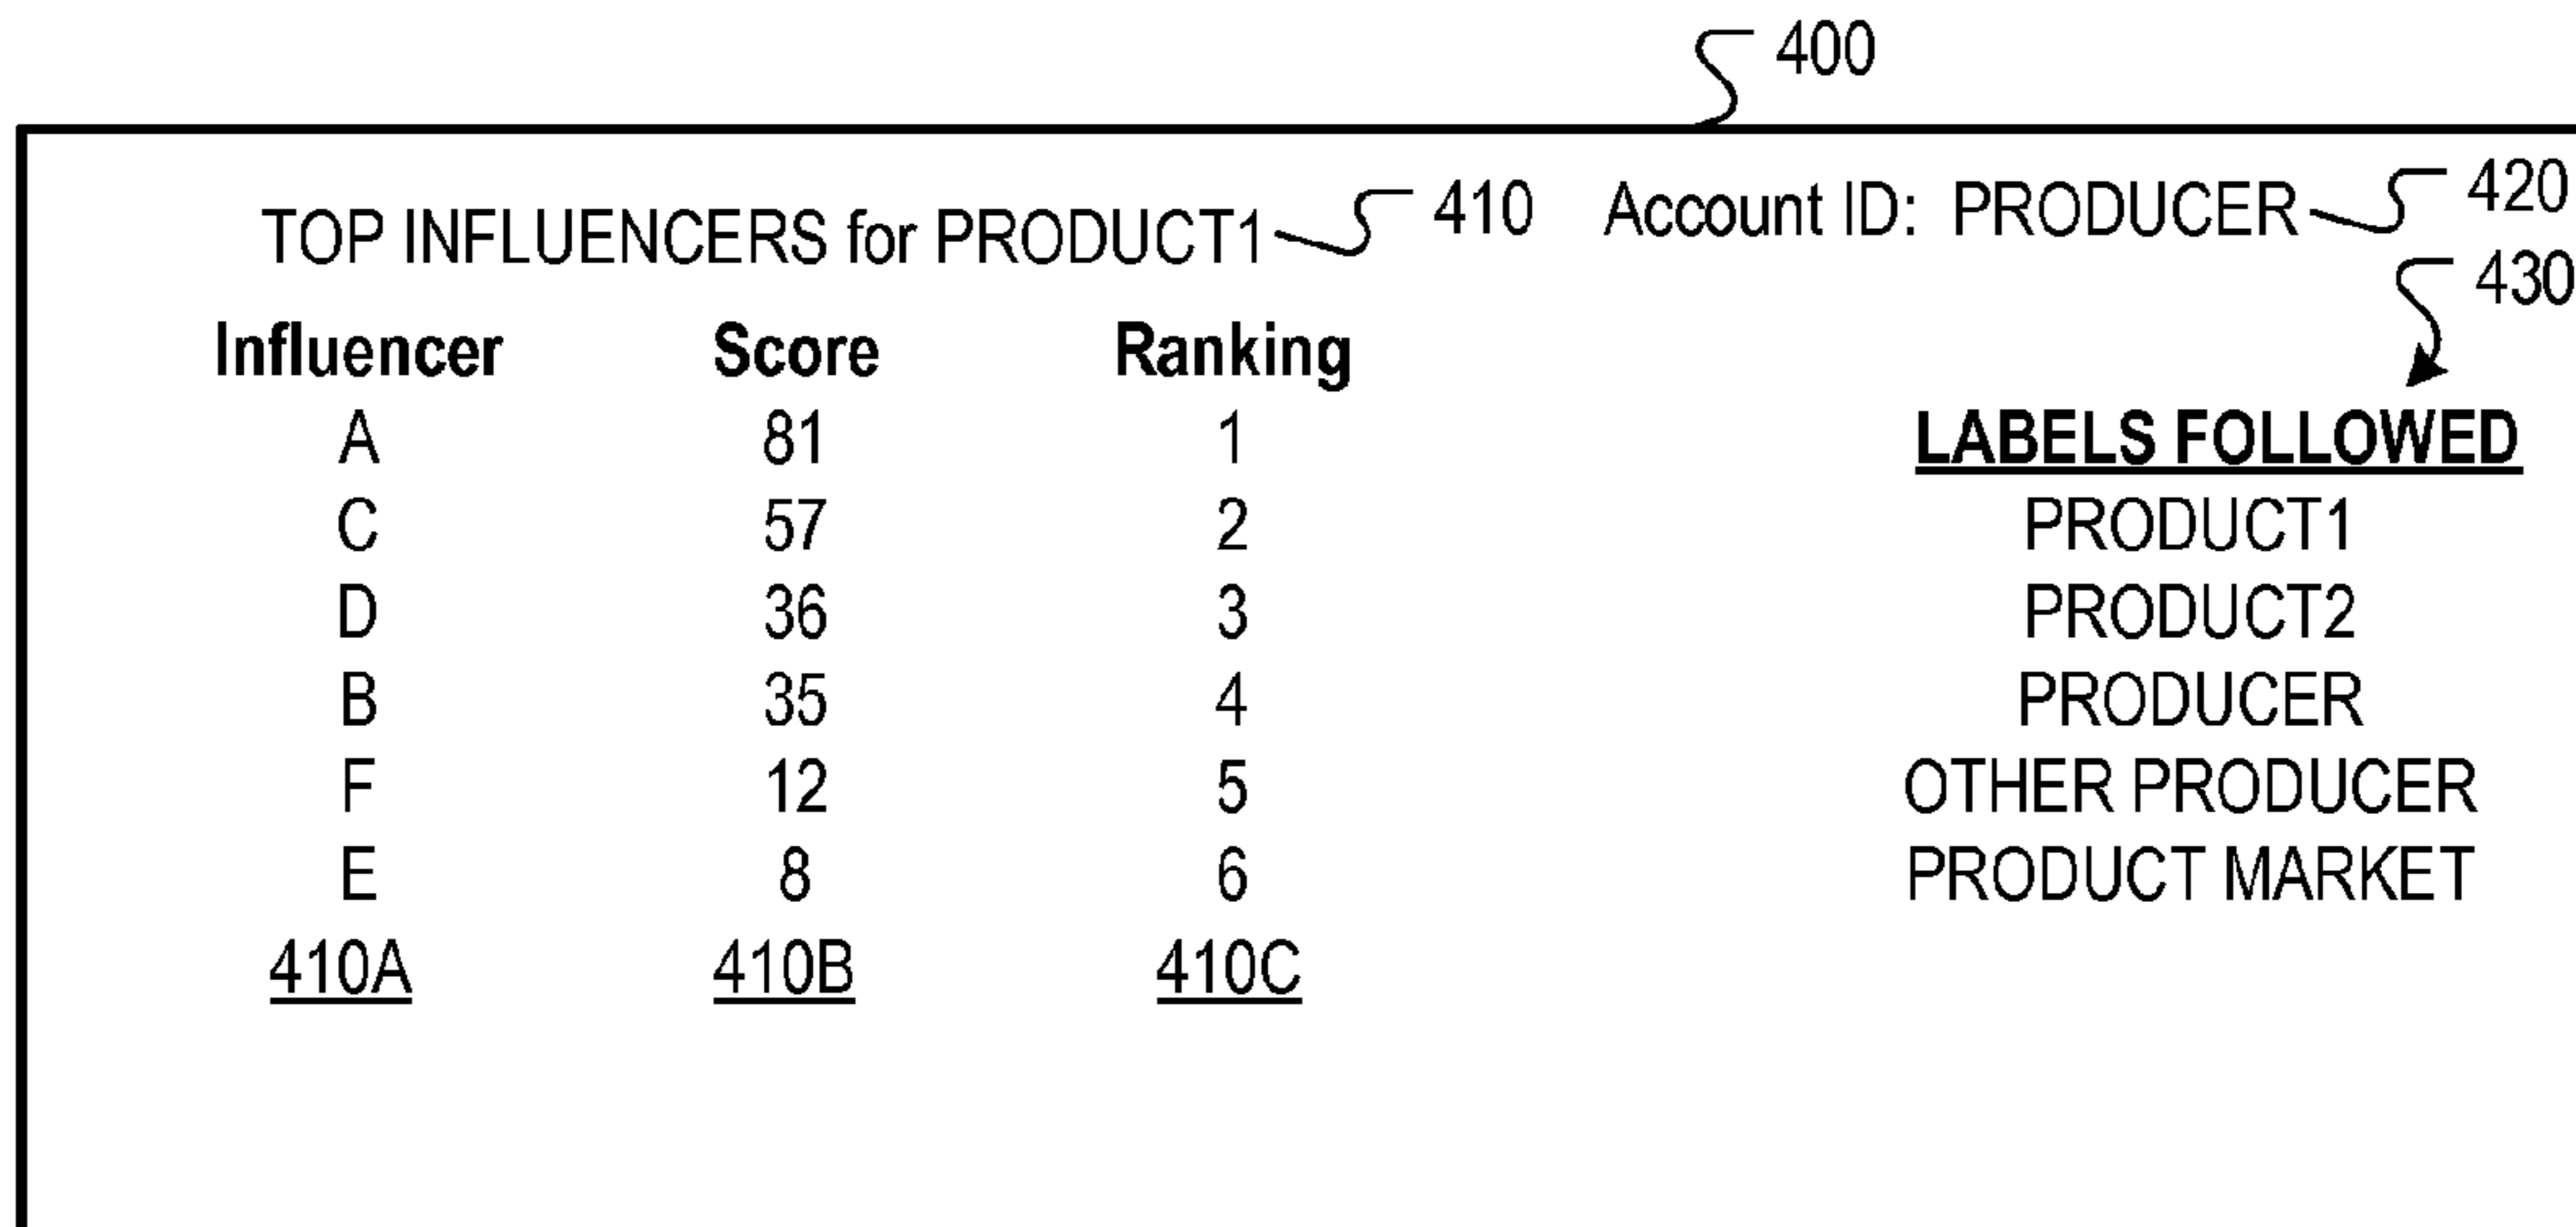 400
TOP INFLUENCERS for PRODUCT1 410 Account ID: PRODUCER 420
430
Influencer Score Ranking
A 81 1 LABELS FOLLOWED
C 57 2 PRODUCT1
D 36 3 PRODUCT2
B 35 4 PRODUCER
F 12 5 OTHER PRODUCER
E 8 6 PRODUCT MARKET
410A 410B 410C